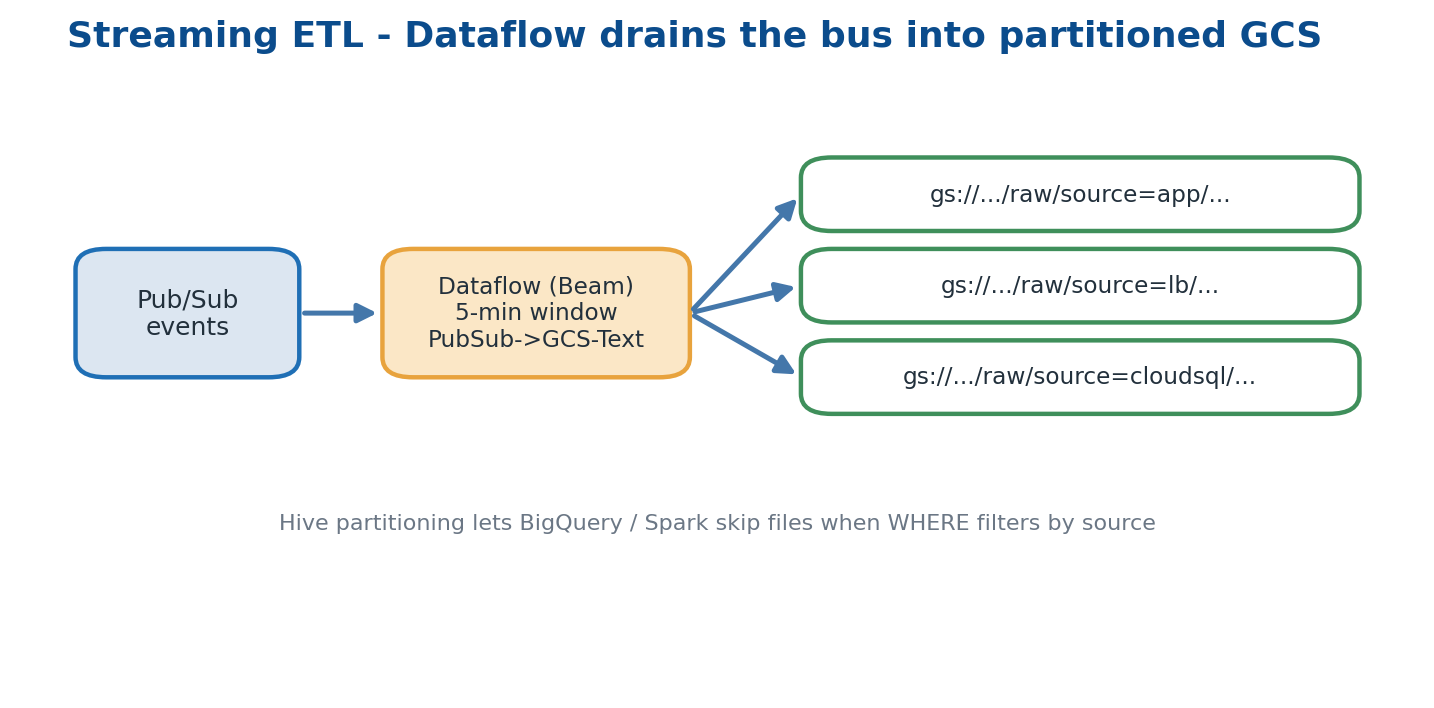 Streaming ETL - Dataflow drains the bus into partitioned GCS
Pub/Sub
events
Dataflow (Beam)
5-min window
PubSub->GCS-Text
gs://.../raw/source=app/...
gs://.../raw/source=lb/...
gs://.../raw/source=cloudsql/...
Hive partitioning lets BigQuery / Spark skip files when WHERE filters by source